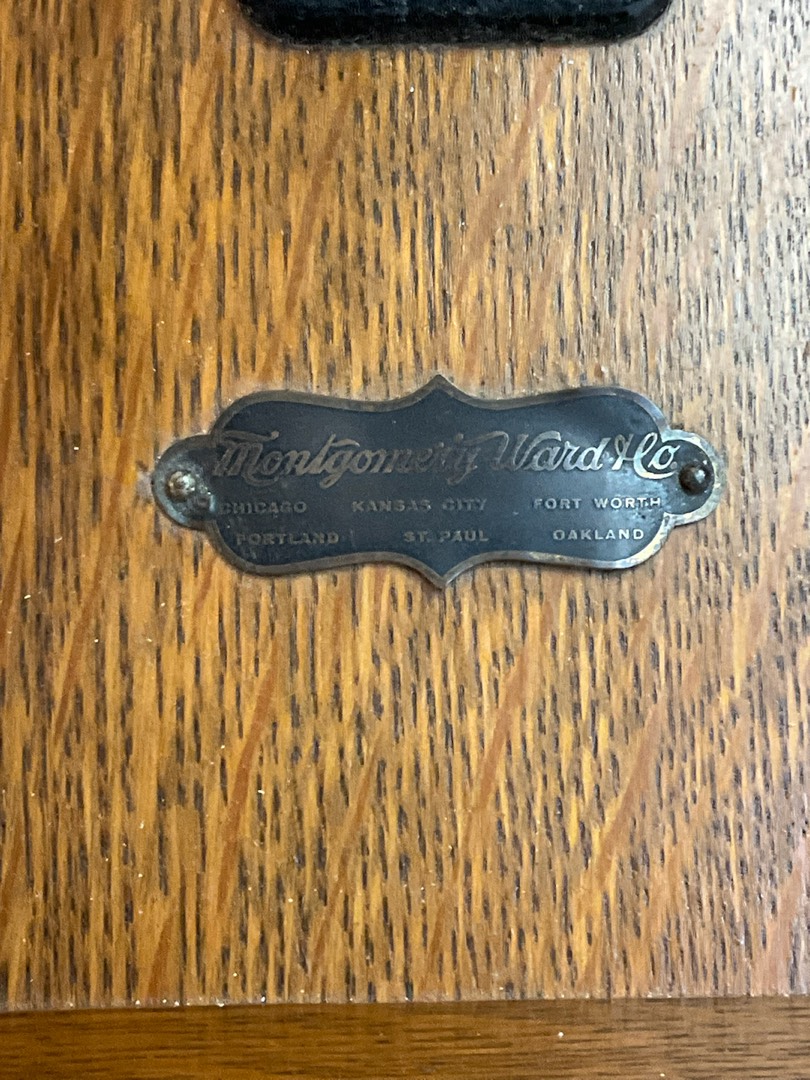 Montgomery Ward & Co.
CHICAGO KANSAS CITY FORT WORTH
PORTLAND ST. PAUL OAKLAND